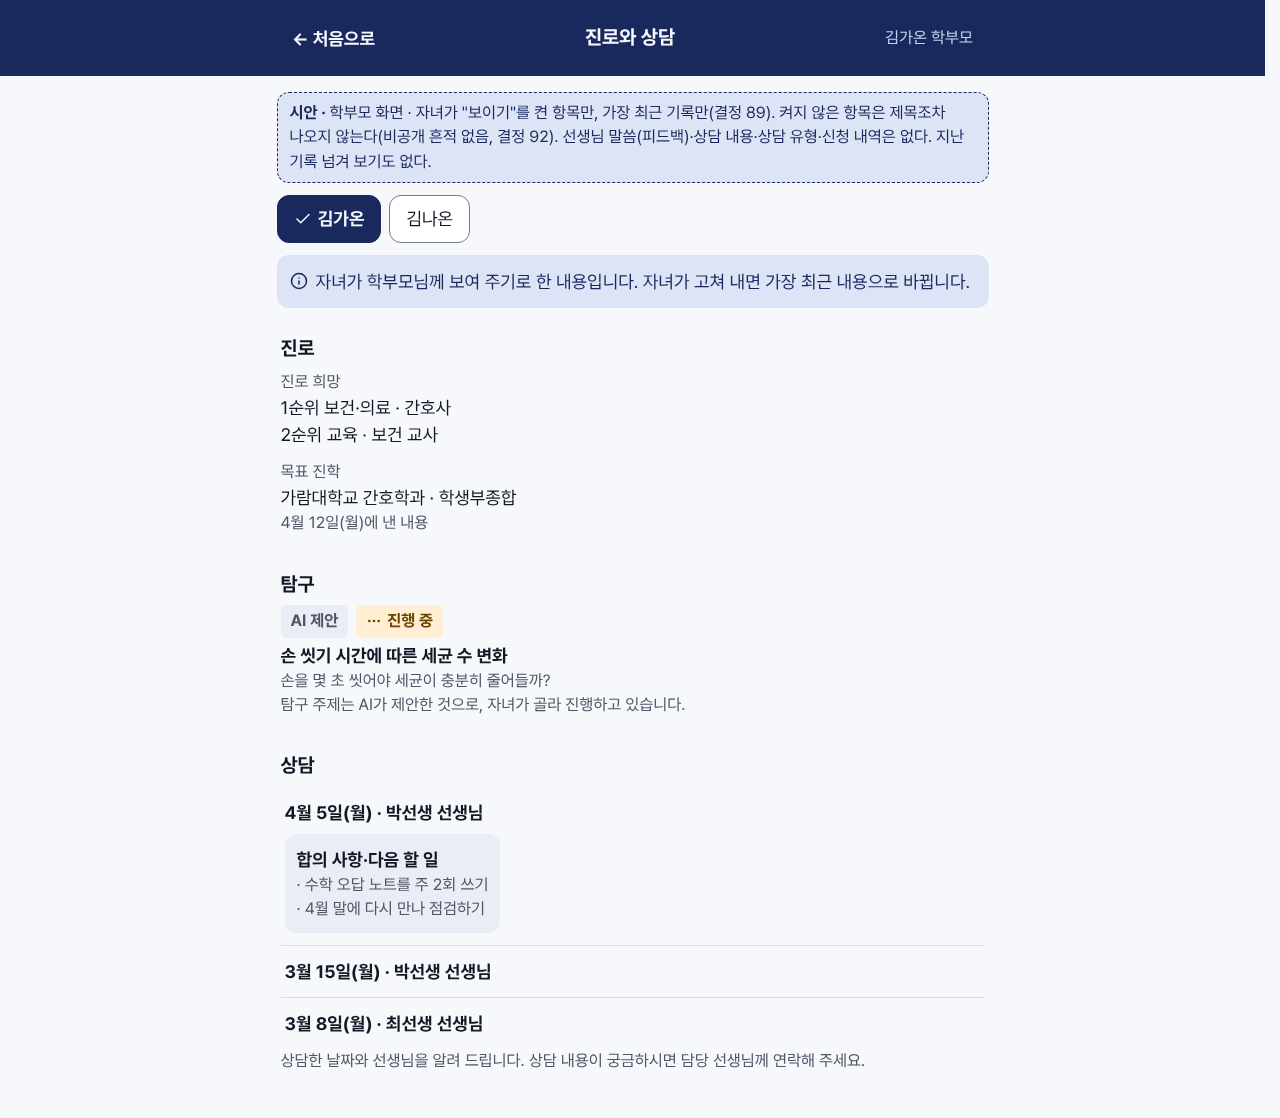 ← 처음으로
진로와 상담
김가온 학부모
시안 · 학부모 화면 · 자녀가 "보이기"를 켠 항목만, 가장 최근 기록만(결정 89). 켜지 않은 항목은 제목조차
나오지 않는다(비공개 흔적 없음, 결정 92). 선생님 말씀(피드백)·상담 내용·상담 유형·신청 내역은 없다. 지난
기록 넘겨 보기도 없다.
✓ 김가온
김나온
자녀가 학부모님께 보여 주기로 한 내용입니다. 자녀가 고쳐 내면 가장 최근 내용으로 바뀝니다.
진로
진로 희망
1순위 보건·의료 · 간호사
2순위 교육 · 보건 교사
목표 진학
가람대학교 간호학과 · 학생부종합
4월 12일(월)에 낸 내용
탐구
AI 제안
··· 진행 중
손 씻기 시간에 따른 세균 수 변화
손을 몇 초 씻어야 세균이 충분히 줄어들까?
탐구 주제는 AI가 제안한 것으로, 자녀가 골라 진행하고 있습니다.
상담
4월 5일(월) · 박선생 선생님
합의 사항·다음 할 일
· 수학 오답 노트를 주 2회 쓰기
· 4월 말에 다시 만나 점검하기
3월 15일(월) · 박선생 선생님
3월 8일(월) · 최선생 선생님
상담한 날짜와 선생님을 알려 드립니다. 상담 내용이 궁금하시면 담당 선생님께 연락해 주세요.